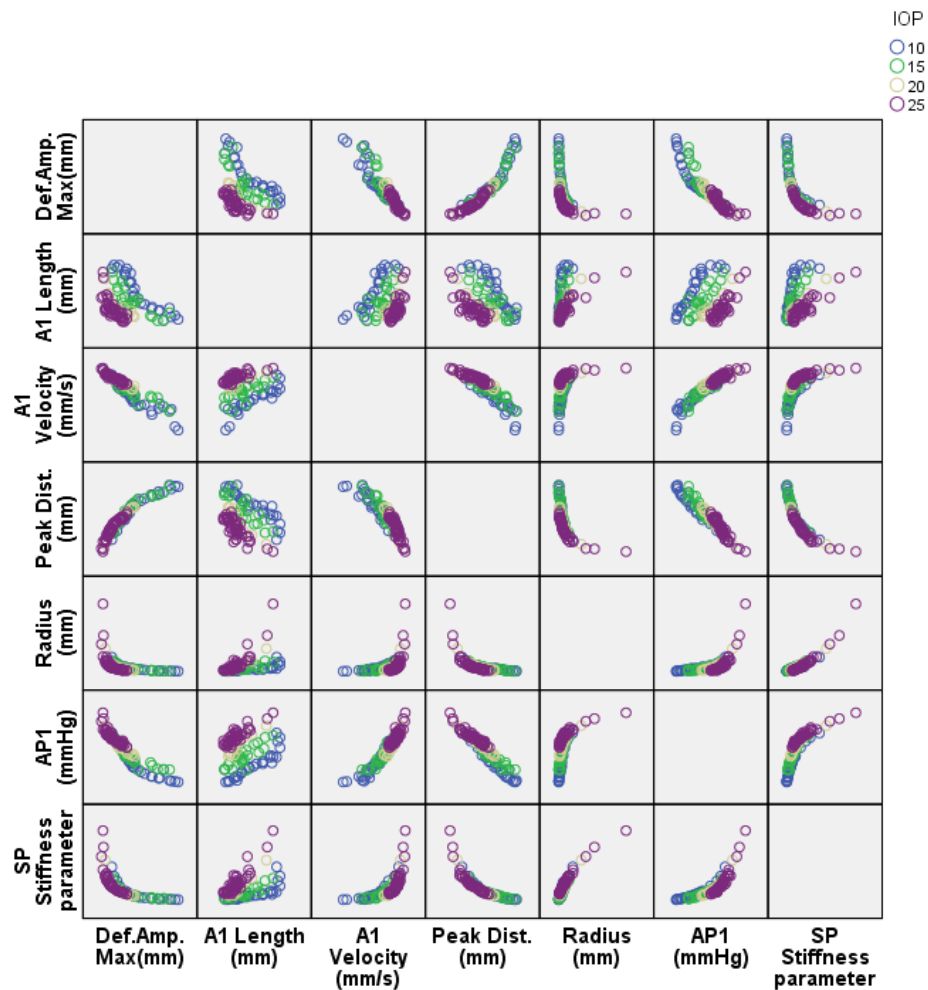 IOP
10
15
20
25
Def.Amp.
Max(mm)
A1 Length
(mm)
A1
Velocity
(mm/s)
Peak Dist.
(mm)
Radius
(mm)
AP1
(mmHg)
SP
Stiffness
parameter
Def.Amp.
Max(mm)
A1 Length
(mm)
A1
Velocity
(mm/s)
Peak Dist.
(mm)
Radius
(mm)
AP1
(mmHg)
SP
Stiffness
parameter